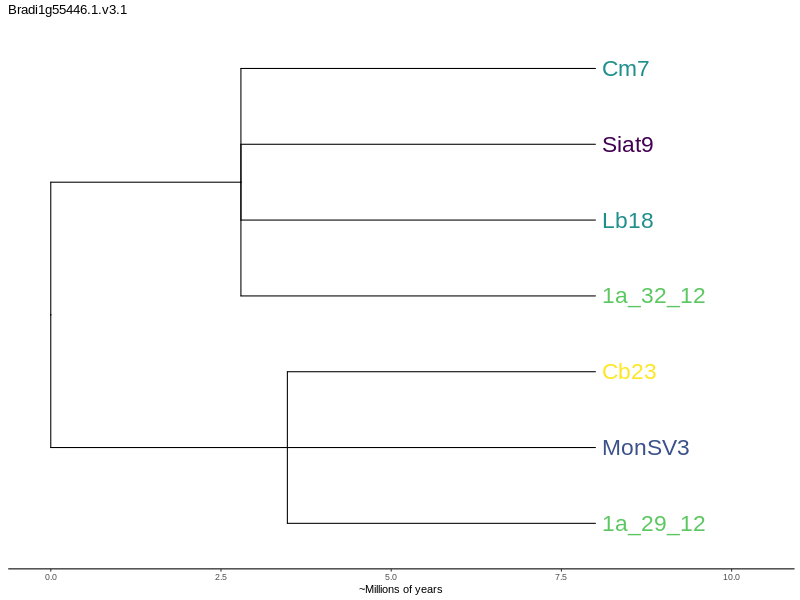 Bradi1g55446.1.v3.1
Cm7
Siat9
Lb18
1a_32_12
Cb23
MonSV3
1a_29_12
0.0 2.5 5.0 7.5 10.0
~Millions of years